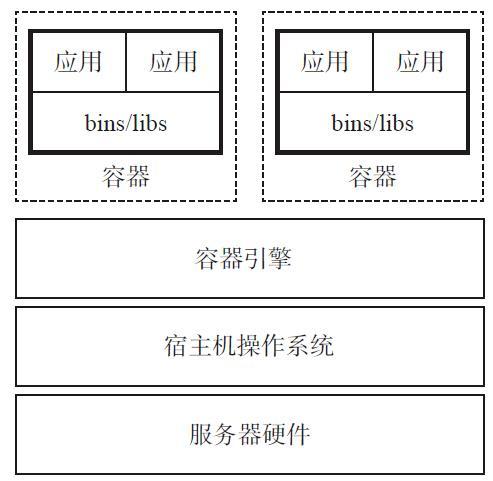 应用 应用 应用 应用
bins/libs bins/libs
容器 容器
容器引擎
宿主机操作系统
服务器硬件